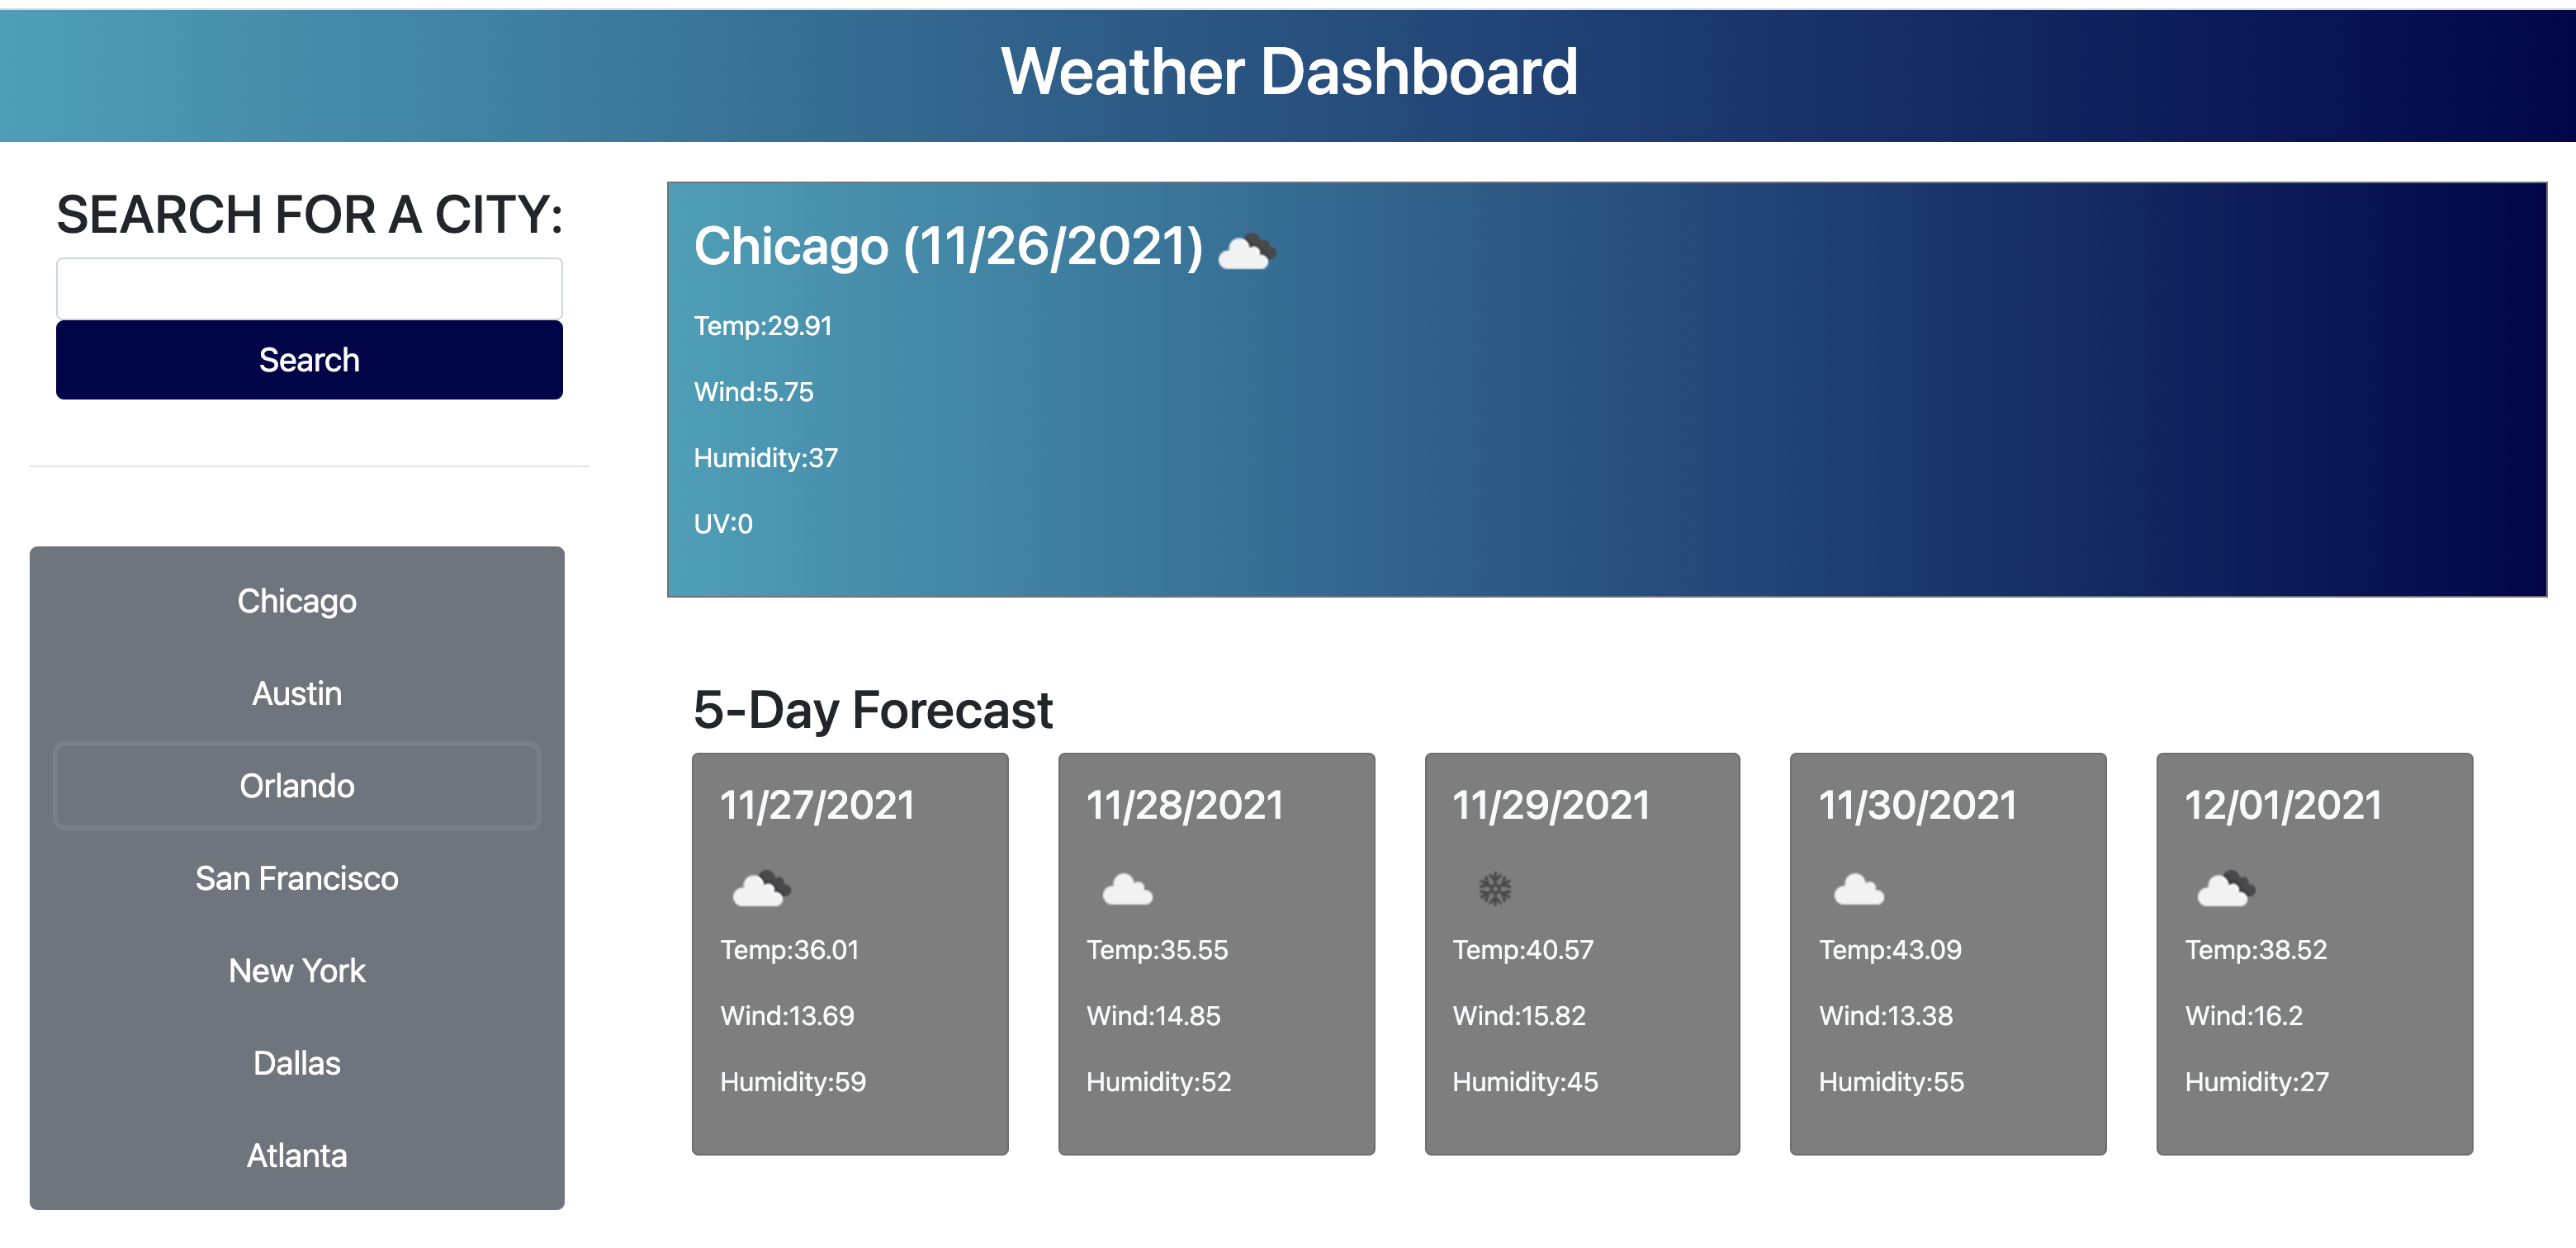 Weather Dashboard
SEARCH FOR A CITY:
Search
Chicago
Austin
Orlando
San Francisco
New York
Dallas
Atlanta
Chicago (11/26/2021)
Temp:29.91
Wind:5.75
Humidity:37
UV:0
5-Day Forecast
11/27/2021
Temp:36.01
Wind:13.69
Humidity:59
11/28/2021
Temp:35.55
Wind:14.85
Humidity:52
11/29/2021
Temp:40.57
Wind:15.82
Humidity:45
11/30/2021
Temp:43.09
Wind:13.38
Humidity:55
12/01/2021
Temp:38.52
Wind:16.2
Humidity:27